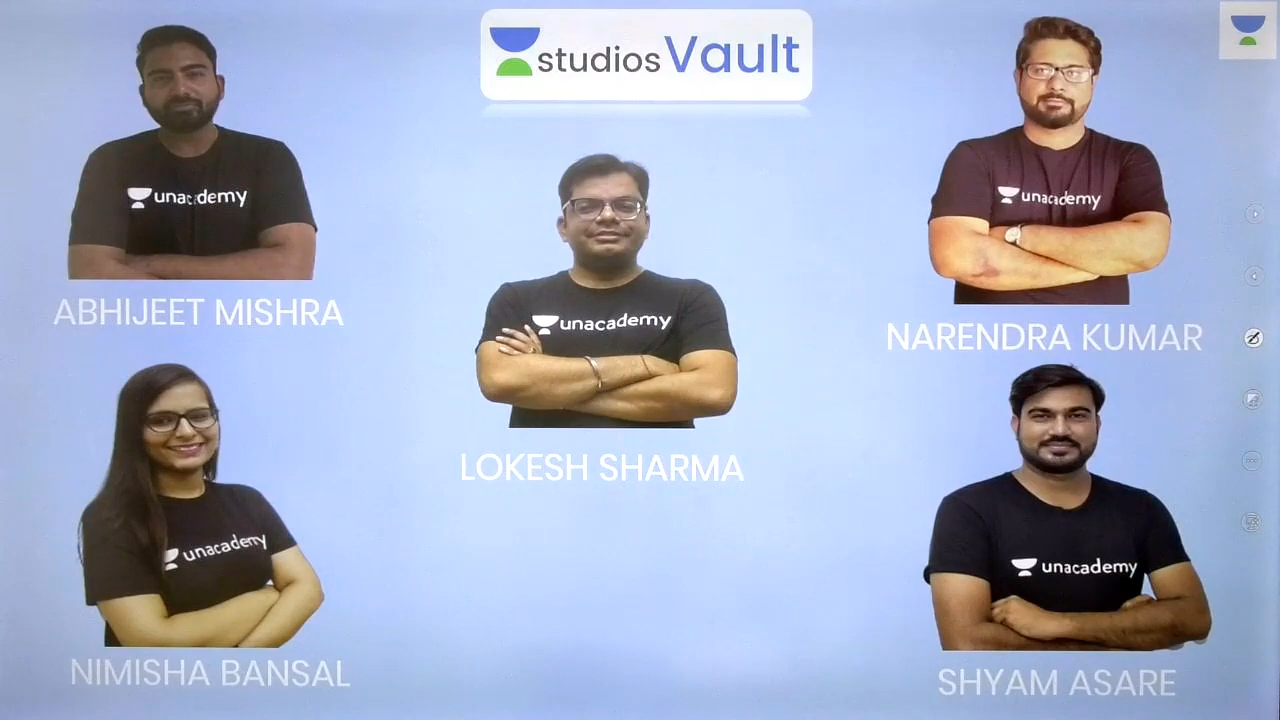 studios Vault
unacademy
unacademy
unacademy
ABHIJEET MISHRA
NARENDRA KUMAR
LOKESH SHARMA
unacademy
unacademy
NIMISHA BANSAL
SHYAM ASARE